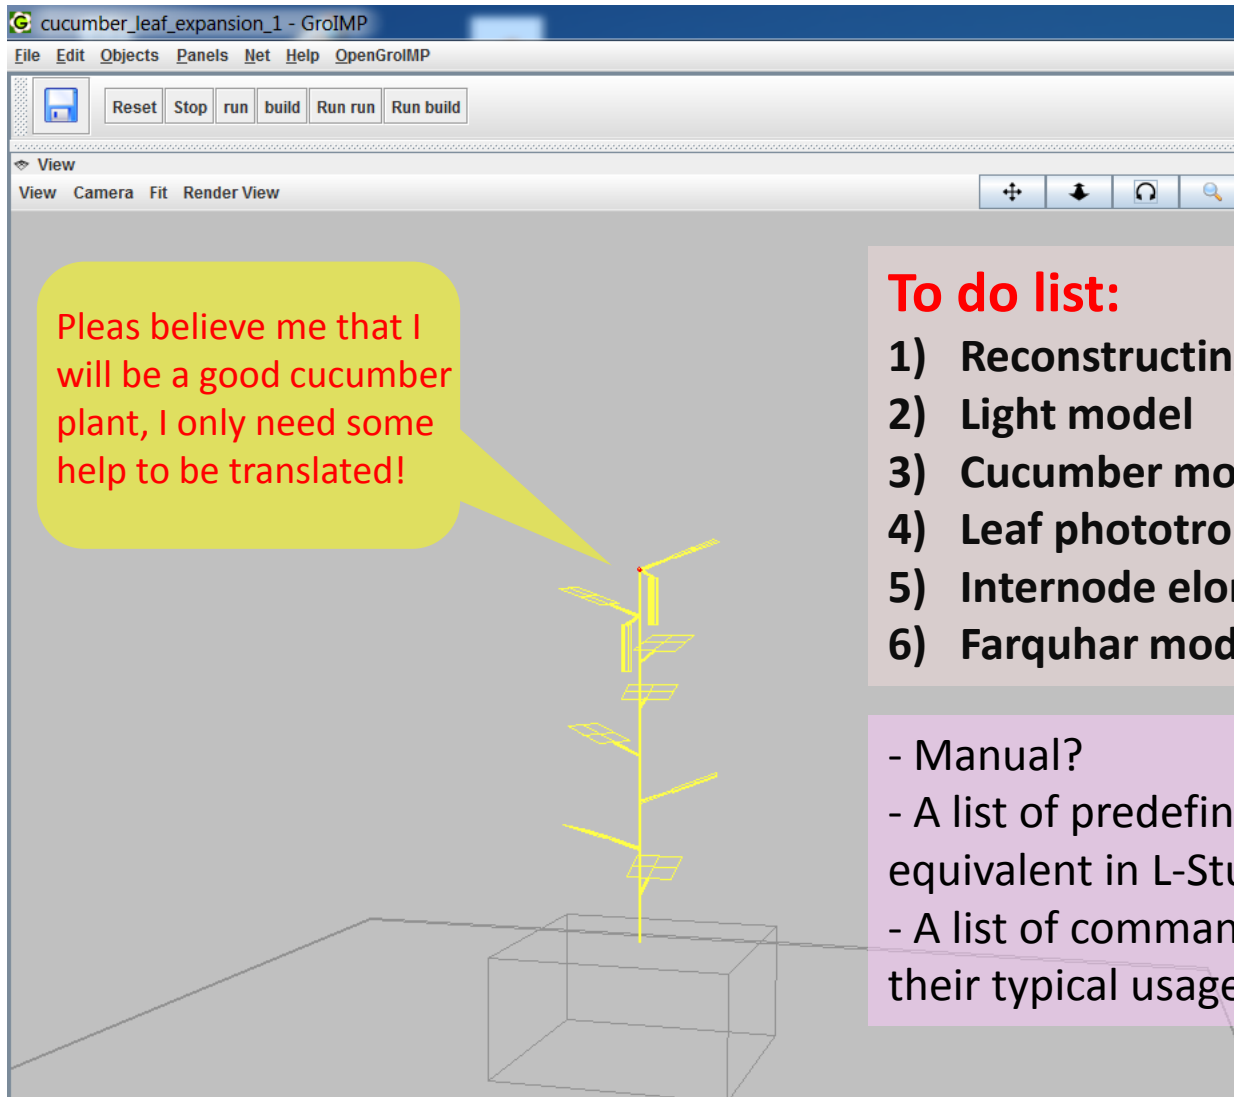 cucumber_leaf_expansion_1 - GroIMP
File Edit Objects Panels Net Help OpenGroIMP
Reset Stop run build Run run Run build
View
View Camera Fit Render View
Pleas believe me that I
will be a good cucumber
plant, I only need some
help to be translated!
To do list:
1) Reconstructin
2) Light model
3) Cucumber mo
4) Leaf phototro
5) Internode elo
6) Farquhar mod
- Manual?
- A list of predefin
equivalent in L-Stu
- A list of comman
their typical usage